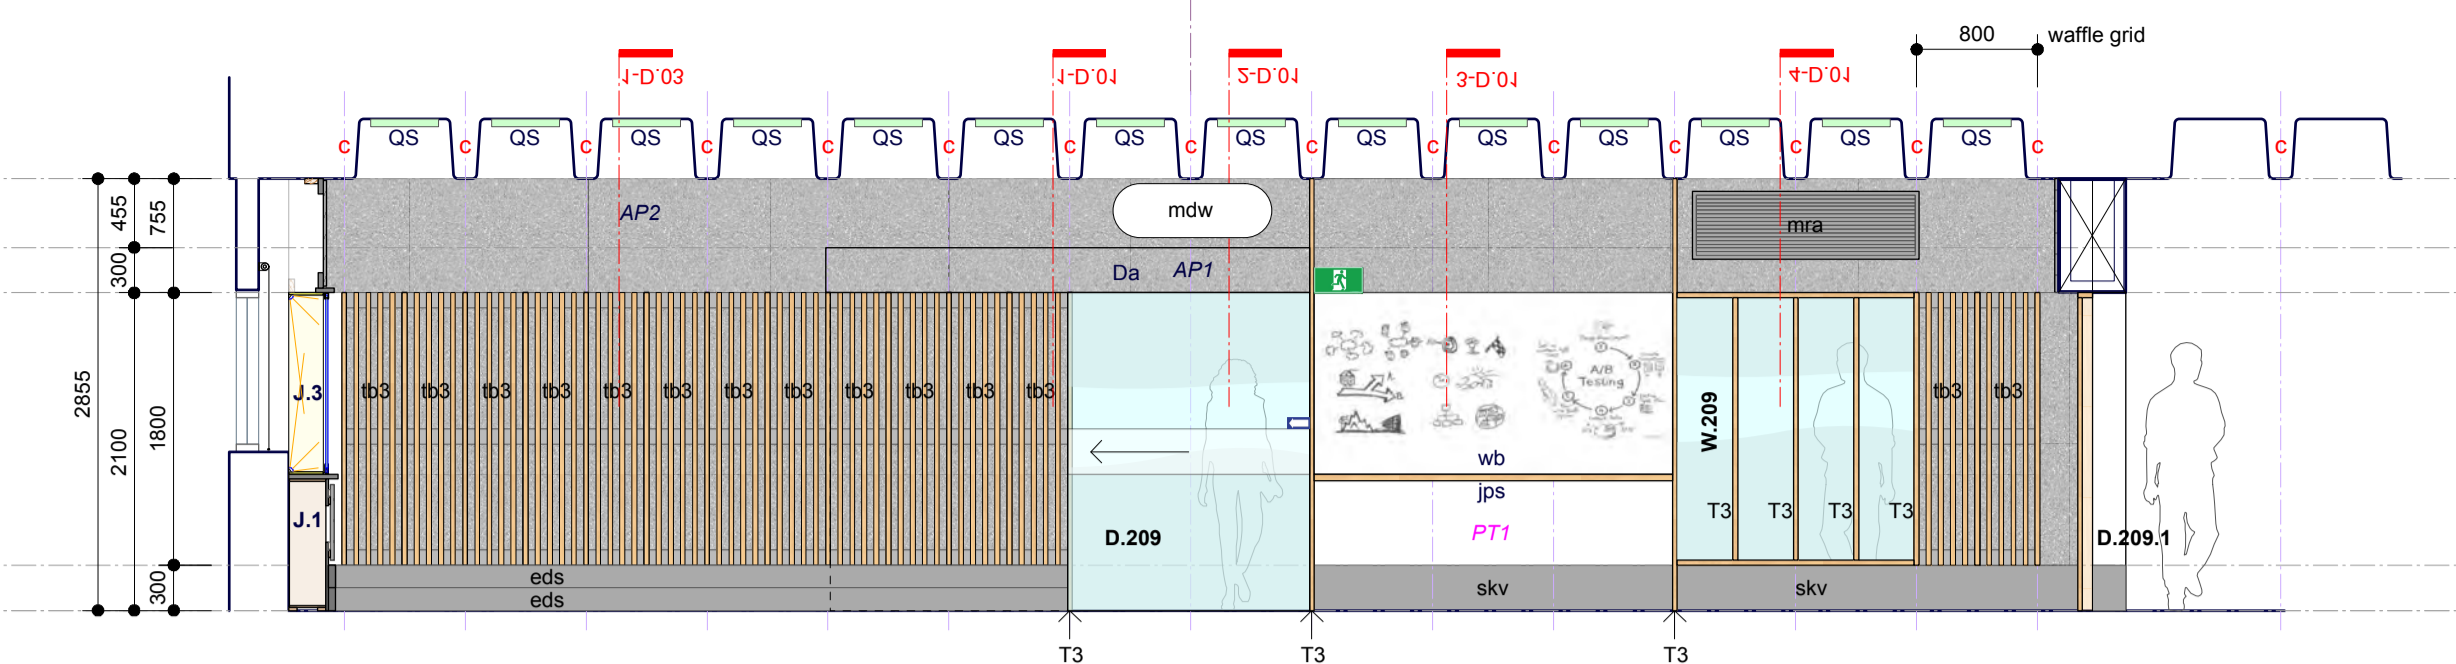 800
waffle grid
1-D.03
1-D.01
2-D.01
3-D.01
4-D.01
QS QS QS QS QS QS QS QS QS QS QS QS QS QS
c c c c c c c c c c c c c c c c
455
755
300
2855
2100
1800
300
AP2
mdw
mra
Da
AP1
J.3
tb3 tb3 tb3 tb3 tb3 tb3 tb3 tb3 tb3 tb3 tb3 tb3
A/B
Testing
W.209
tb3 tb3
wb
jps
J.1
PT1
T3 T3 T3 T3
D.209
D.209.1
eds
eds
skv
skv
T3
T3
T3